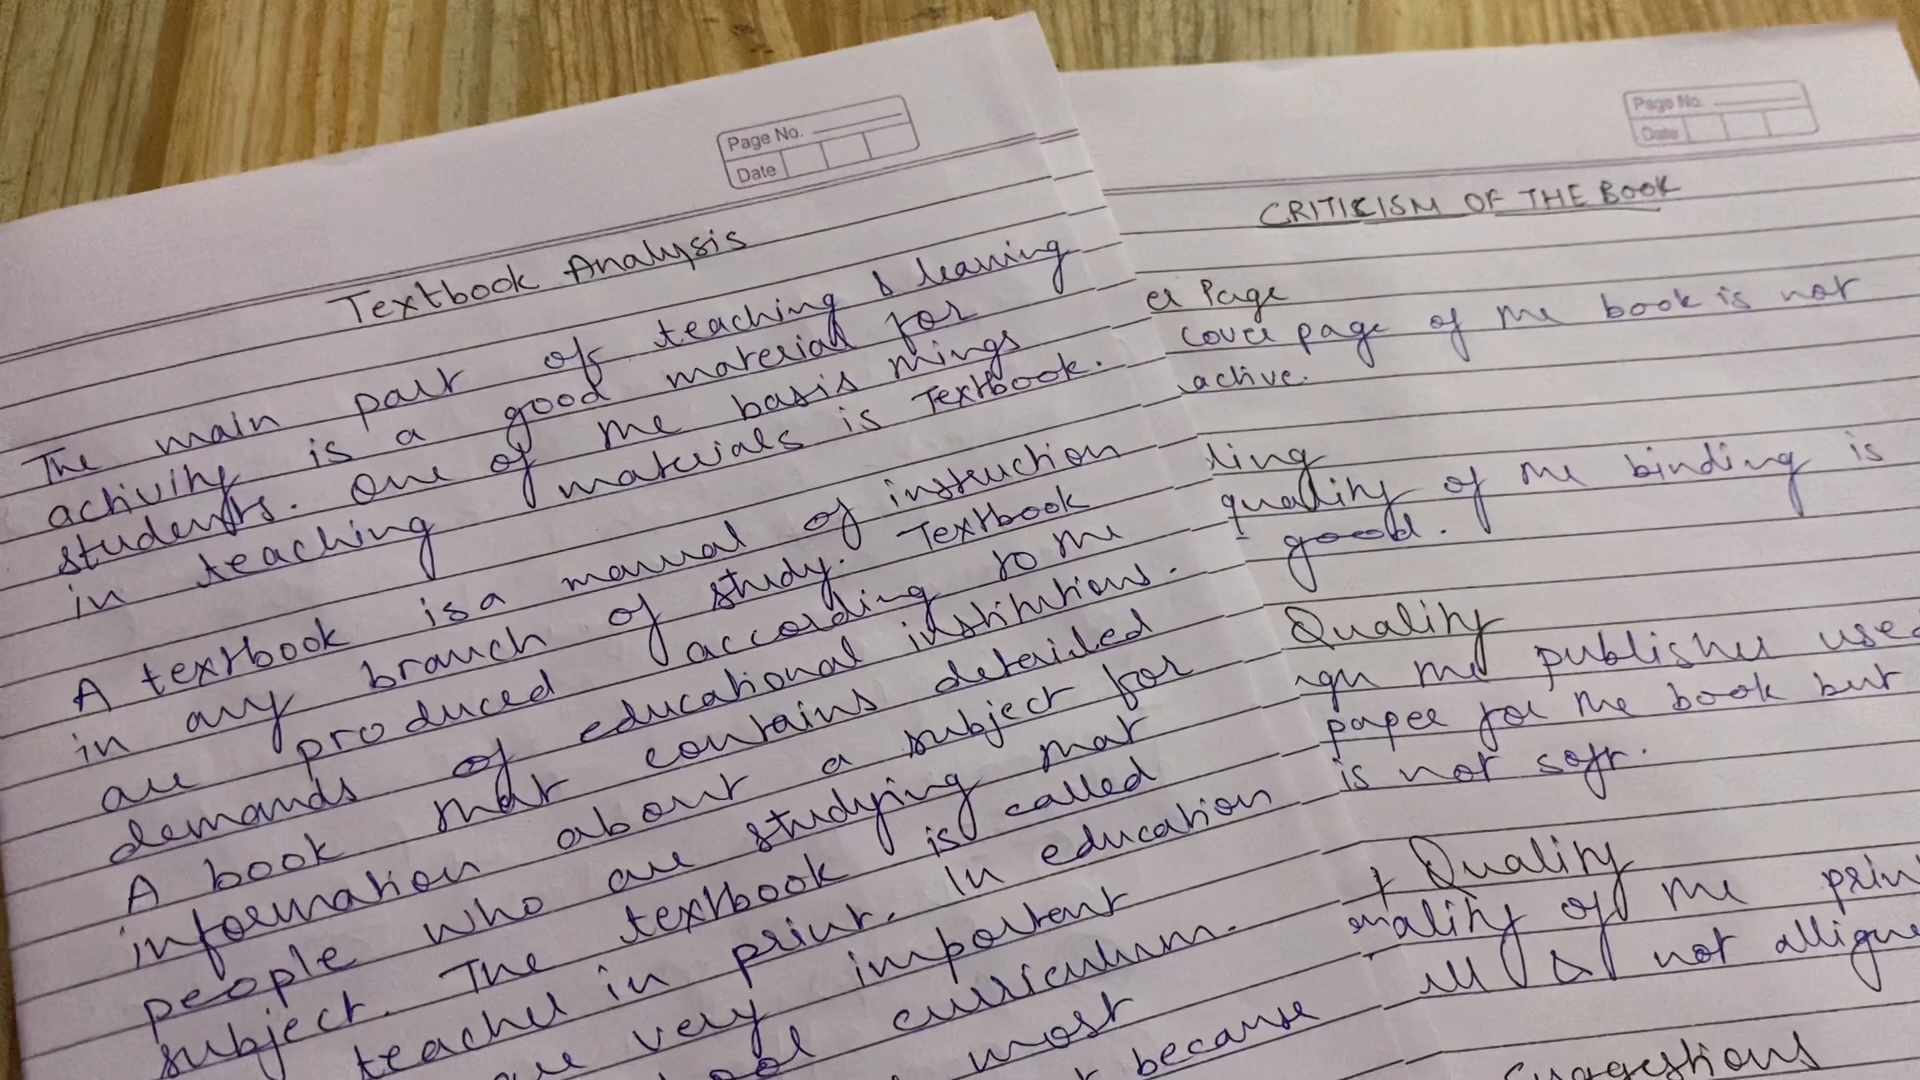 Page No.
Date
Textbook Analysis
The main part of teaching & learning
activity is a good material for
students. One of the basis things
in teaching materials is Textbook.
A textbook is a manual of instruction
in any branch of study. Textbook
are produced according to the
demands of educational institutions.
A book that contains detailed
information about a subject for
people who are studying that
subject. The textbook is called
teacher in print. In education
very important
curriculum.
most
because
Page No.
Date
CRITICISM OF THE BOOK
er Page
cover page of the book is not
active.
ding
quality of the binding is
good.
Quality
ugh the publisher used
paper for the book but
is not soft.
t Quality
quality of the prin
is not alligne
Suggestions